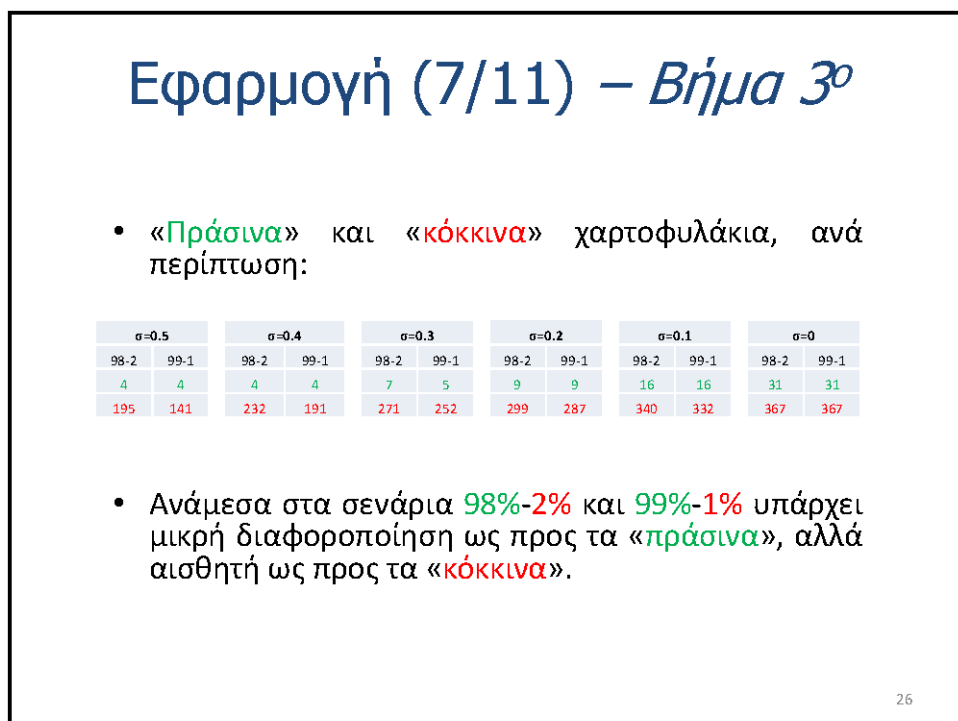 Εφαρμογή (7/11) – Βήμα 3ο
• «Πράσινα» και «κόκκινα» χαρτοφυλάκια, ανά
περίπτωση:
σ=0.5 σ=0.4 σ=0.3 σ=0.2 σ=0.1 σ=0
98-2 99-1 98-2 99-1 98-2 99-1 98-2 99-1 98-2 99-1 98-2 99-1
4 4 4 4 7 5 9 9 16 16 31 31
195 141 232 191 271 252 299 287 340 332 367 367
• Ανάμεσα στα σενάρια 98%-2% και 99%-1% υπάρχει
μικρή διαφοροποίηση ως προς τα «πράσινα», αλλά
αισθητή ως προς τα «κόκκινα».
26